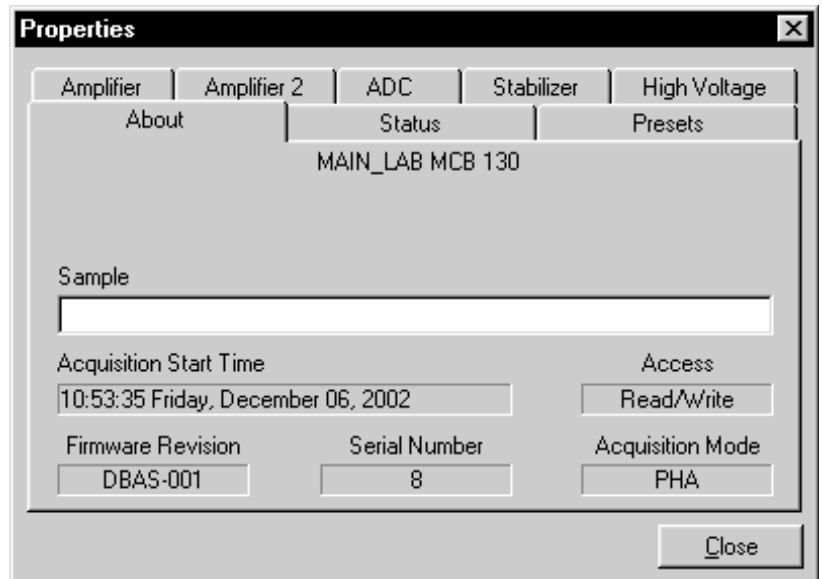 Properties
Amplifier Amplifier 2 ADC Stabilizer High Voltage
About Status Presets
MAIN_LAB MCB 130
Sample
Acquisition Start Time Access
10:53:35 Friday, December 06, 2002 Read/Write
Firmware Revision Serial Number Acquisition Mode
DBAS-001 8 PHA
Close